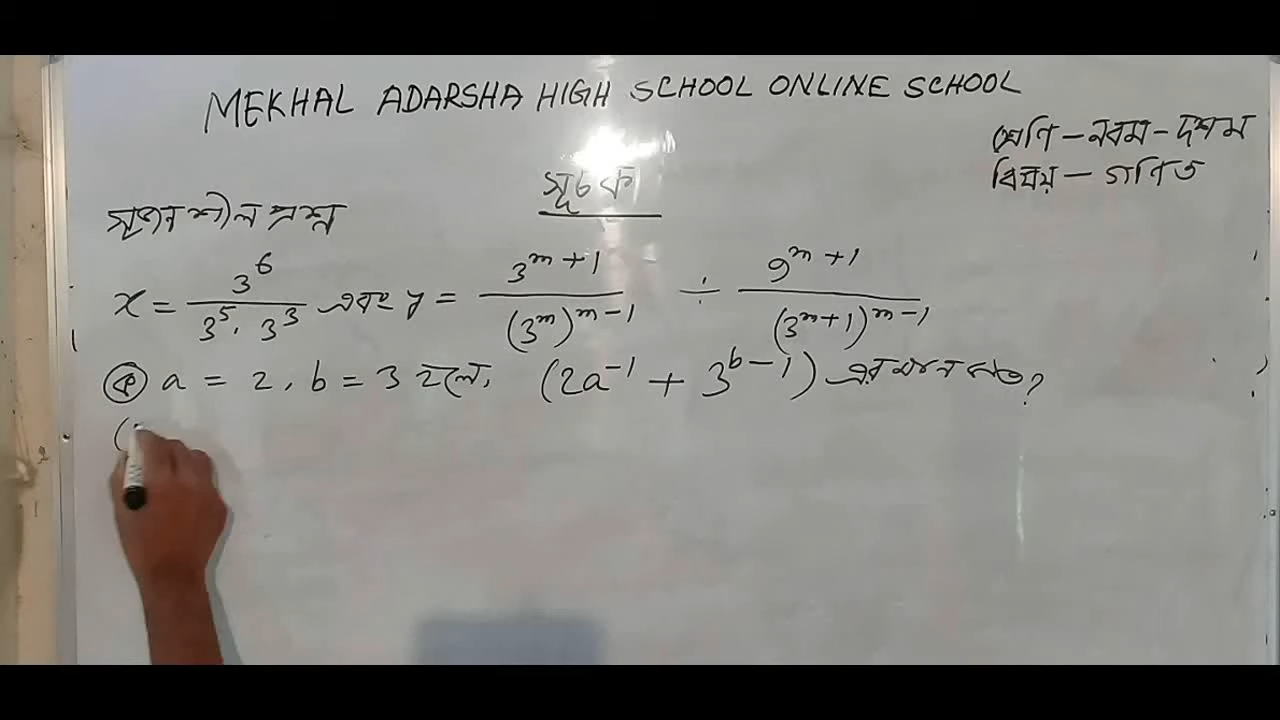 MEKHAL ADARSHA HIGH SCHOOL ONLINE SCHOOL
শ্রেণি – নবম – দশম
বিষয় – গণিত
সূচক
সৃজনশীল প্রশ্ন
x = 3^6 / (3^5 · 3^3) এবং y = 3^(m+1) / (3^m)^(m−1) ÷ 9^(m+1) / (3^(m+1))^(m−1)
(ক) a = 2, b = 3 হলে, (2a^(−1) + 3^(b−1)) এর মান কত?
(